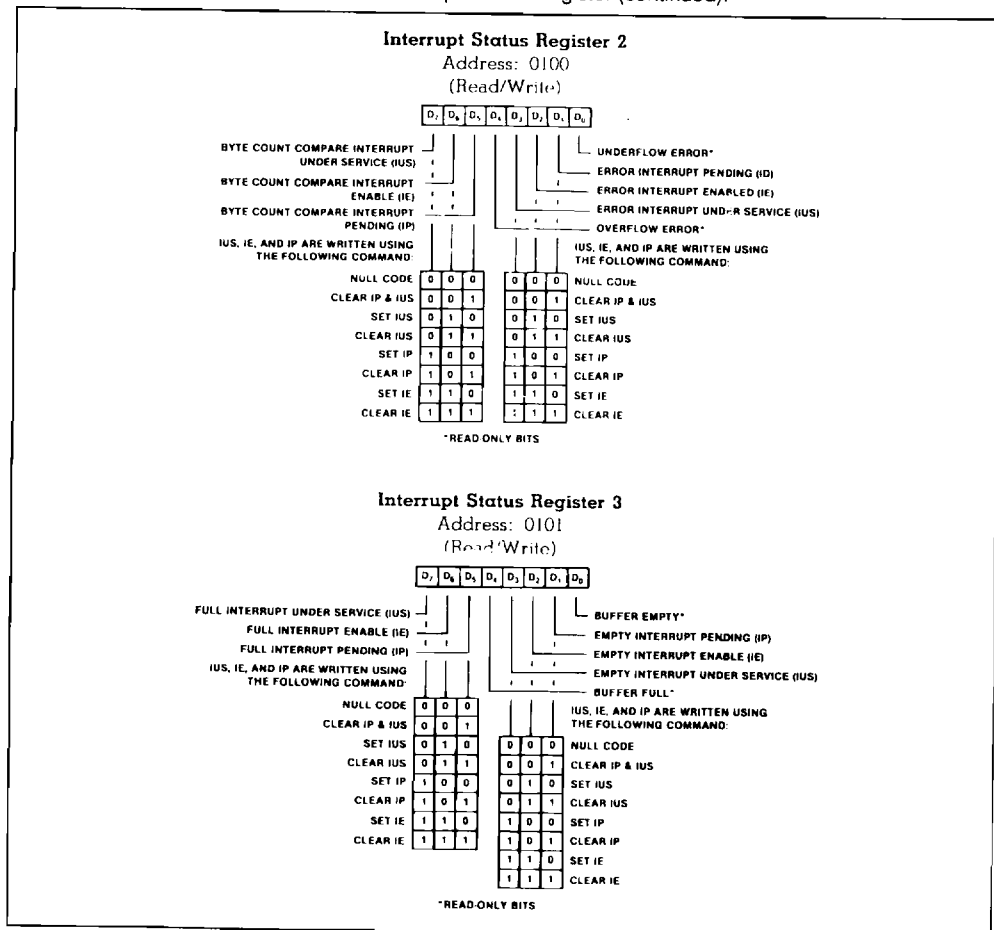 (continued).
Interrupt Status Register 2
Address: 0100
(Read/Write)
D7 D6 D5 D4 D3 D2 D1 D0
BYTE COUNT COMPARE INTERRUPT
UNDER SERVICE (IUS)
BYTE COUNT COMPARE INTERRUPT
ENABLE (IE)
BYTE COUNT COMPARE INTERRUPT
PENDING (IP)
IUS, IE, AND IP ARE WRITTEN USING
THE FOLLOWING COMMAND:
NULL CODE 0 0 0
CLEAR IP & IUS 0 0 1
SET IUS 0 1 0
CLEAR IUS 0 1 1
SET IP 1 0 0
CLEAR IP 1 0 1
SET IE 1 1 0
CLEAR IE 1 1 1
UNDERFLOW ERROR*
ERROR INTERRUPT PENDING (ID)
ERROR INTERRUPT ENABLED (IE)
ERROR INTERRUPT UNDER SERVICE (IUS)
OVERFLOW ERROR*
IUS, IE, AND IP ARE WRITTEN USING
THE FOLLOWING COMMAND:
0 0 0 NULL CODE
0 0 1 CLEAR IP & IUS
0 1 0 SET IUS
0 1 1 CLEAR IUS
1 0 0 SET IP
1 0 1 CLEAR IP
1 1 0 SET IE
1 1 1 CLEAR IE
*READ-ONLY BITS
Interrupt Status Register 3
Address: 0101
(Read/Write)
D7 D6 D5 D4 D3 D2 D1 D0
FULL INTERRUPT UNDER SERVICE (IUS)
FULL INTERRUPT ENABLE (IE)
FULL INTERRUPT PENDING (IP)
IUS, IE, AND IP ARE WRITTEN USING
THE FOLLOWING COMMAND:
NULL CODE 0 0 0
CLEAR IP & IUS 0 0 1
SET IUS 0 1 0
CLEAR IUS 0 1 1
SET IP 1 0 0
CLEAR IP 1 0 1
SET IE 1 1 0
CLEAR IE 1 1 1
BUFFER EMPTY*
EMPTY INTERRUPT PENDING (IP)
EMPTY INTERRUPT ENABLE (IE)
EMPTY INTERRUPT UNDER SERVICE (IUS)
BUFFER FULL*
IUS, IE, AND IP ARE WRITTEN USING
THE FOLLOWING COMMAND:
0 0 0 NULL CODE
0 0 1 CLEAR IP & IUS
0 1 0 SET IUS
0 1 1 CLEAR IUS
1 0 0 SET IP
1 0 1 CLEAR IP
1 1 0 SET IE
1 1 1 CLEAR IE
*READ-ONLY BITS